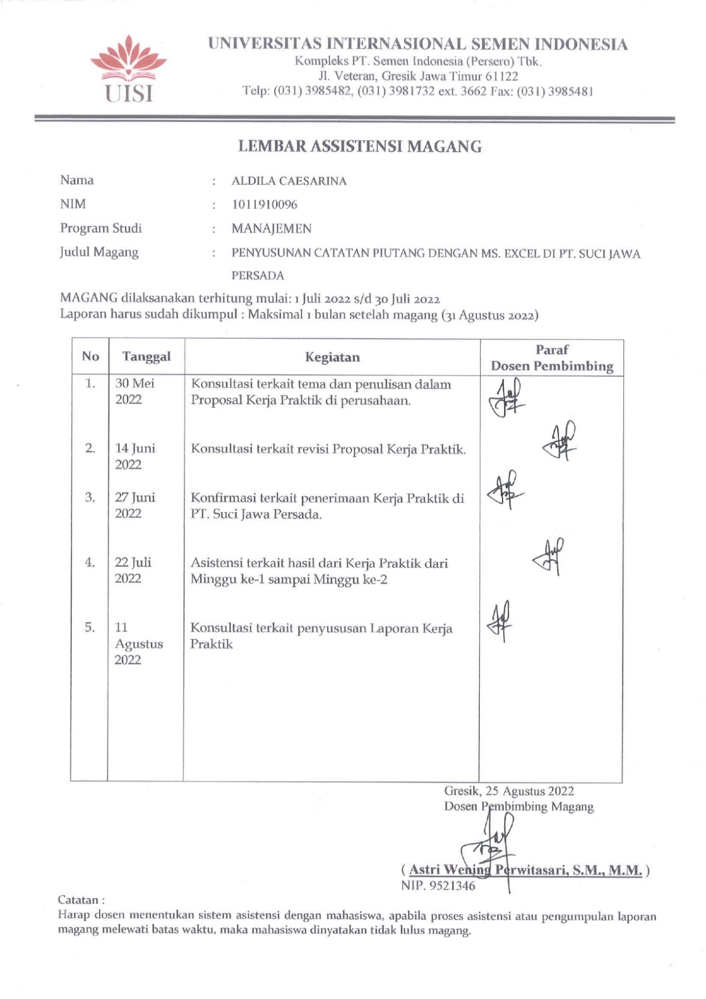 UNIVERSITAS INTERNASIONAL SEMEN INDONESIA
Kompleks PT. Semen Indonesia (Persero) Tbk.
Jl. Veteran, Gresik Jawa Timur 61122
Telp: (031) 3985482, (031) 3981732 ext. 3662 Fax: (031) 3985481
UISI
LEMBAR ASSISTENSI MAGANG
Nama : ALDILA CAESARINA
NIM : 1011910096
Program Studi : MANAJEMEN
Judul Magang : PENYUSUNAN CATATAN PIUTANG DENGAN MS. EXCEL DI PT. SUCI JAWA
PERSADA
MAGANG dilaksanakan terhitung mulai: 1 Juli 2022 s/d 30 Juli 2022
Laporan harus sudah dikumpul : Maksimal 1 bulan setelah magang (31 Agustus 2022)
No Tanggal Kegiatan Paraf
Dosen Pembimbing
1. 30 Mei Konsultasi terkait tema dan penulisan dalam
2022 Proposal Kerja Praktik di perusahaan.
2. 14 Juni Konsultasi terkait revisi Proposal Kerja Praktik.
2022
3. 27 Juni Konfirmasi terkait penerimaan Kerja Praktik di
2022 PT. Suci Jawa Persada.
4. 22 Juli Asistensi terkait hasil dari Kerja Praktik dari
2022 Minggu ke-1 sampai Minggu ke-2
5. 11 Konsultasi terkait penyususan Laporan Kerja
Agustus Praktik
2022
Gresik, 25 Agustus 2022
Dosen Pembimbing Magang
( Astri Wening Perwitasari, S.M., M.M. )
NIP. 9521346
Catatan :
Harap dosen menentukan sistem asistensi dengan mahasiswa, apabila proses asistensi atau pengumpulan laporan
magang melewati batas waktu, maka mahasiswa dinyatakan tidak lulus magang.